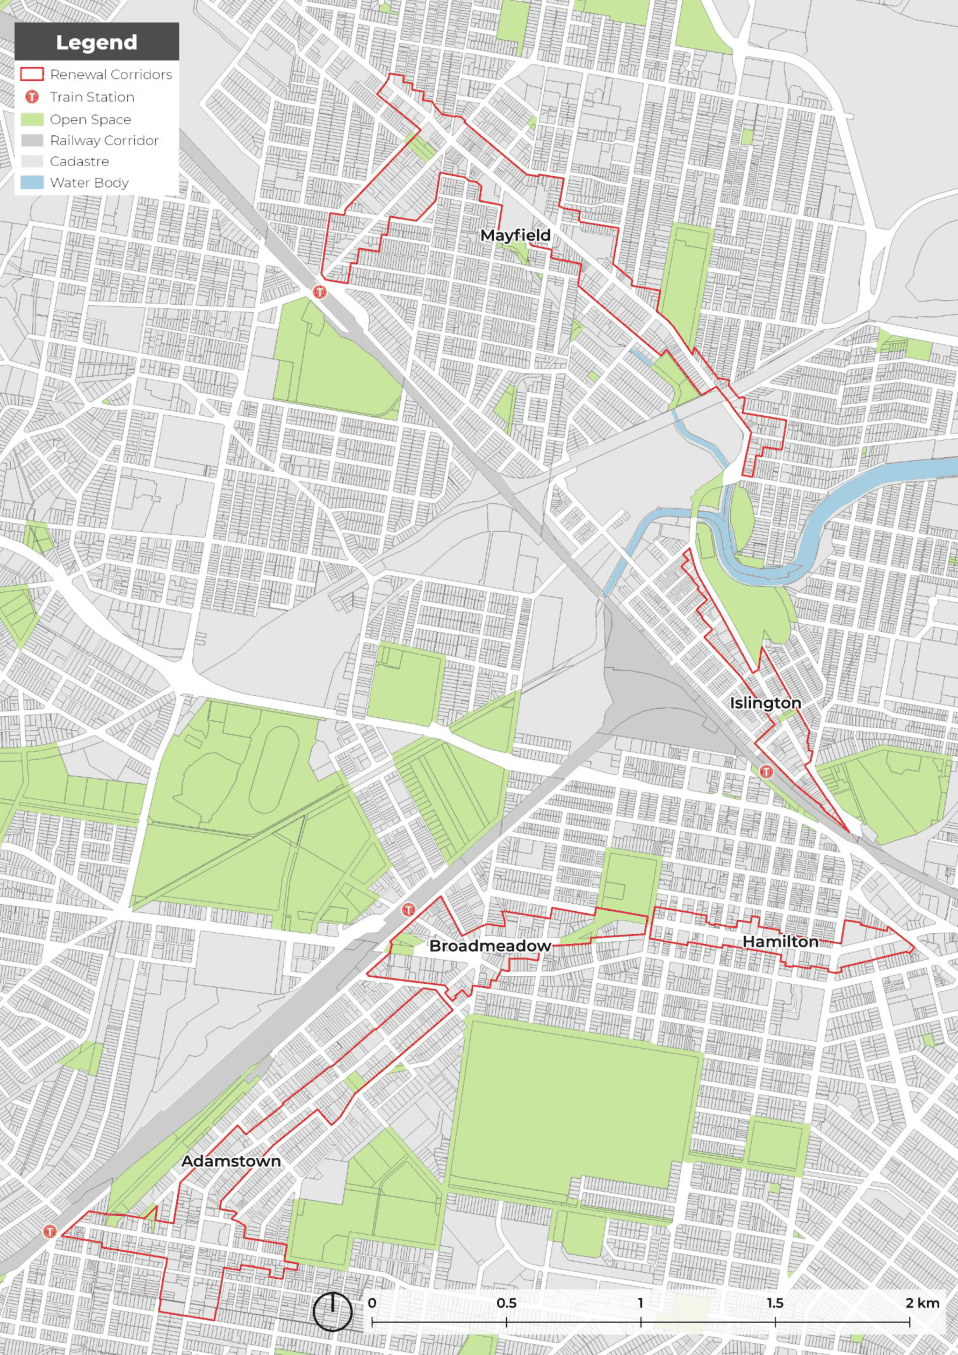 Legend
Renewal Corridors
T Train Station
Open Space
Railway Corridor
Cadastre
Water Body
Mayfield
T
Islington
T
T
Hamilton
Broadmeadow
Adamstown
T
0 0.5 1 1.5 2 km